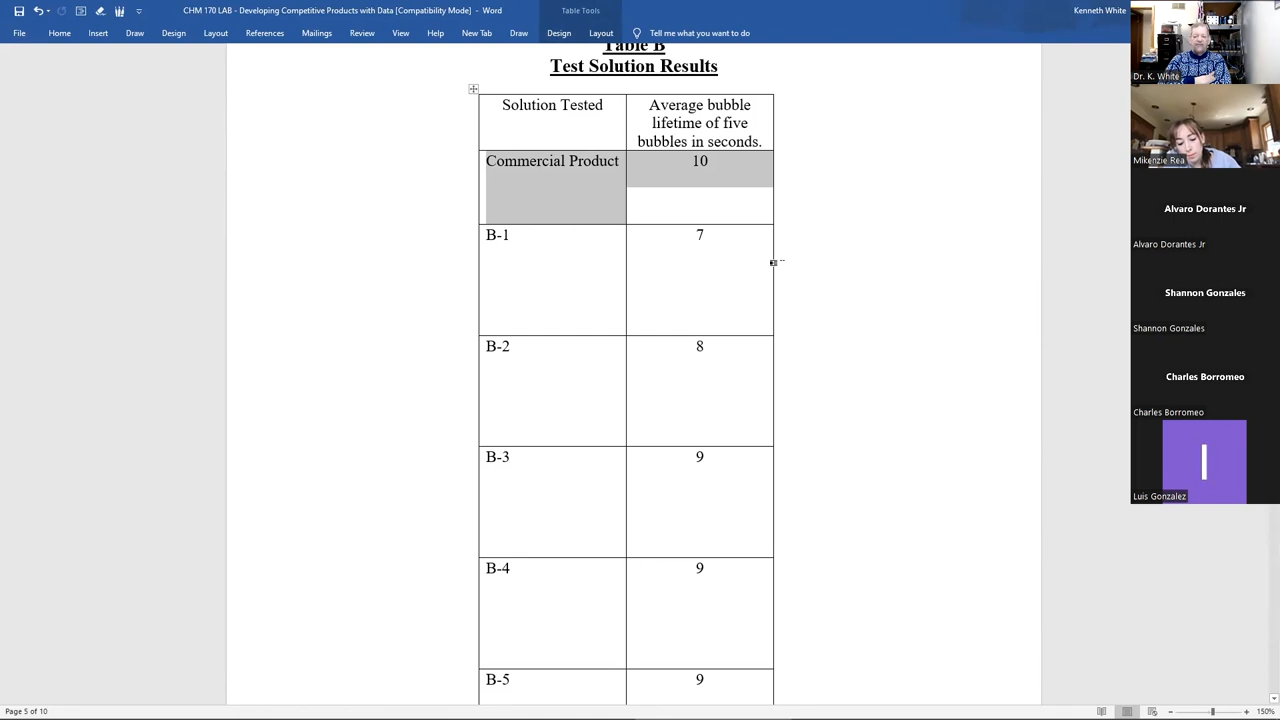 CHM 170 LAB - Developing Competitive Products with Data [Compatibility Mode] - Word
Table Tools
Kenneth White
File Home Insert Draw Design Layout References Mailings Review View Help New Tab Draw Design Layout Tell me what you want to do
Table B
Test Solution Results
Solution Tested
Average bubble
lifetime of five
bubbles in seconds.
Commercial Product
10
B-1
7
B-2
8
B-3
9
B-4
9
B-5
9
Dr. K. White
Mikenzie Rea
Alvaro Dorantes Jr
Alvaro Dorantes Jr
Shannon Gonzales
Shannon Gonzales
Charles Borromeo
Charles Borromeo
l
Luis Gonzalez
Page 5 of 10
150%